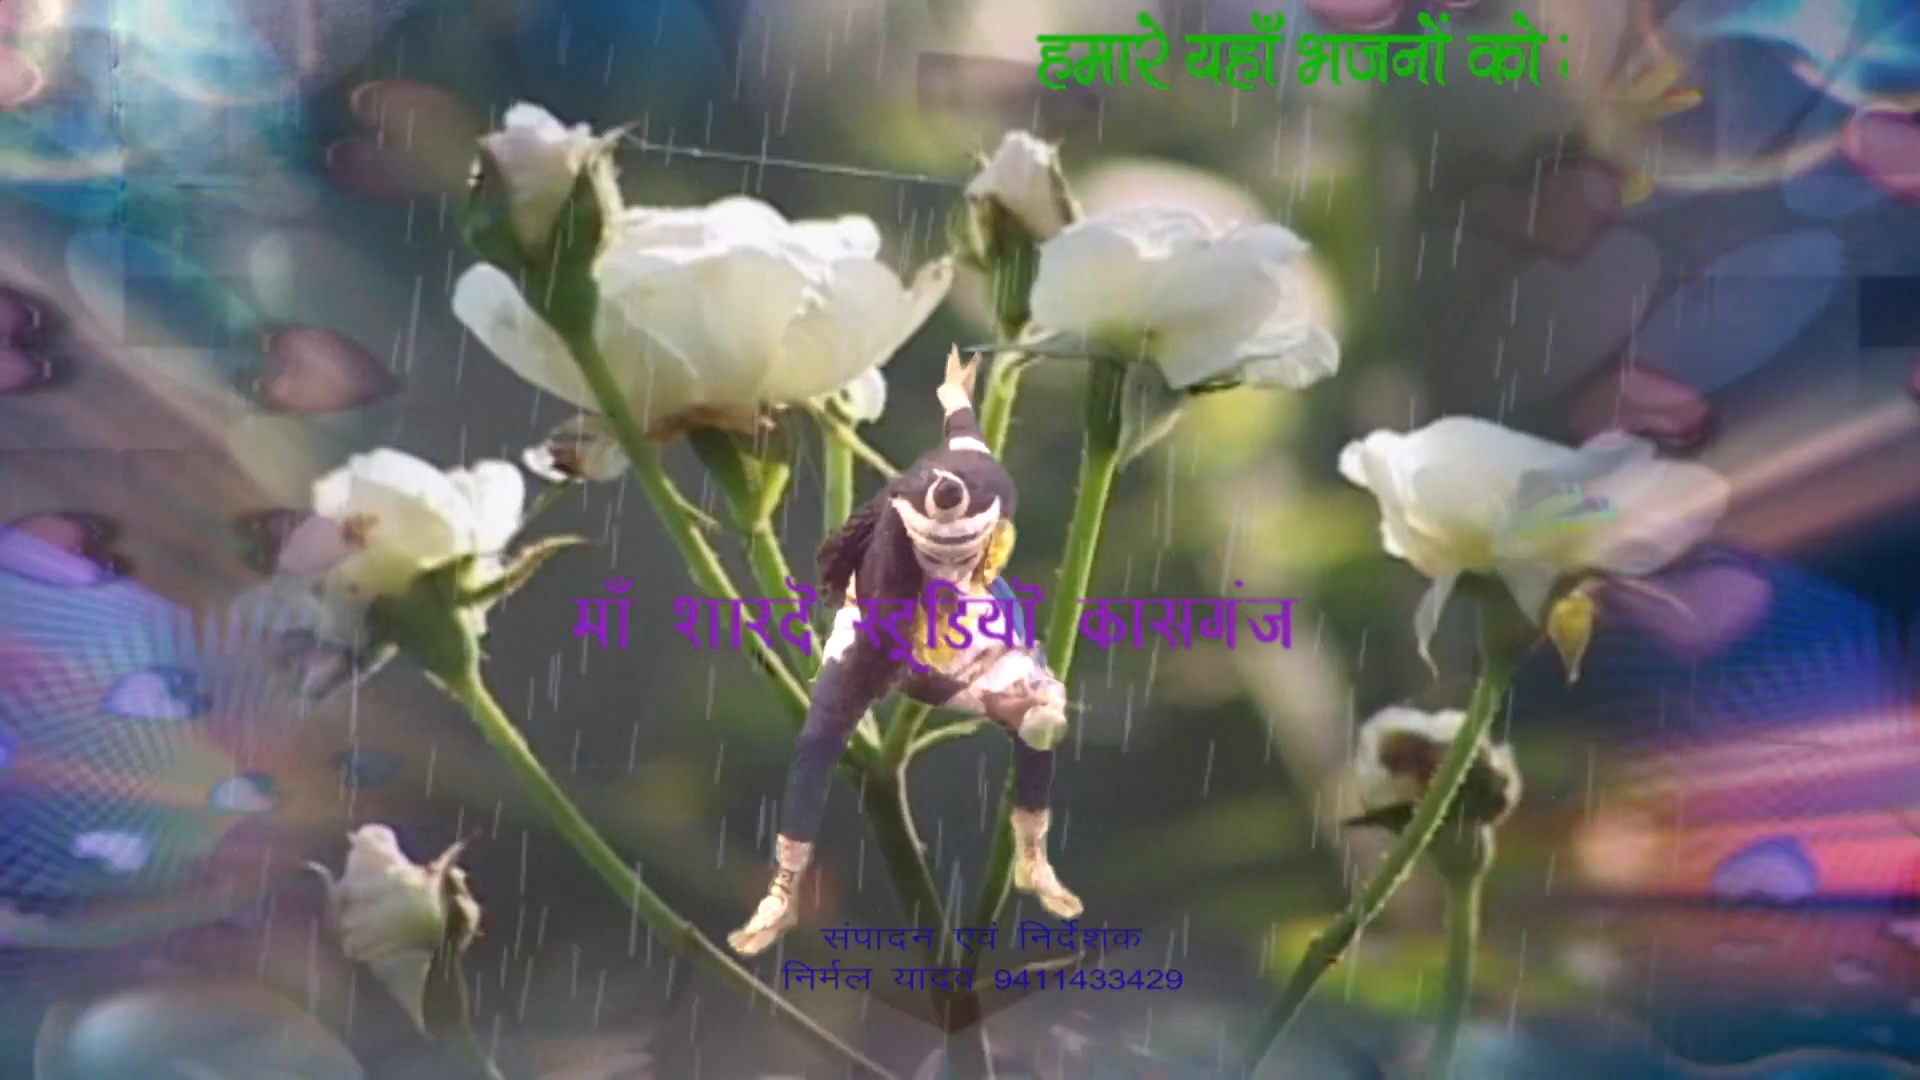 हमारे यहाँ भजनों को
माँ शारदे स्टूडियो कासगंज
संपादन एवं निर्देशक
निर्मल यादव 9411433429